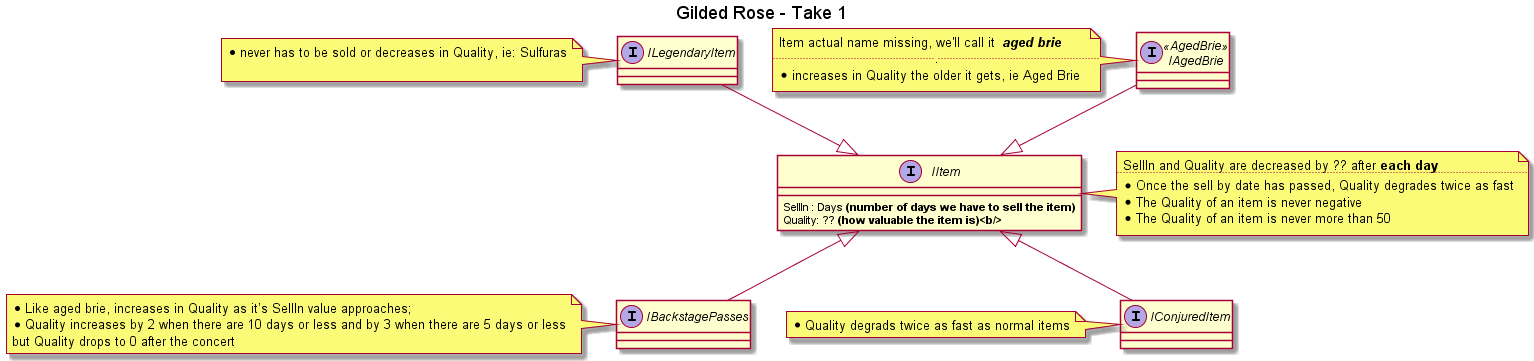 Gilded Rose - Take 1
• never has to be sold or decreases in Quality, ie: Sulfuras
I ILegendaryItem
Item actual name missing, we'll call it aged brie
.
• increases in Quality the older it gets, ie Aged Brie
«AgedBrie»
I IAgedBrie
I IItem
SellIn : Days (number of days we have to sell the item)
Quality: ?? (how valuable the item is)<b/>
SellIn and Quality are decreased by ?? after each day
• Once the sell by date has passed, Quality degrades twice as fast
• The Quality of an item is never negative
• The Quality of an item is never more than 50
• Like aged brie, increases in Quality as it's SellIn value approaches;
• Quality increases by 2 when there are 10 days or less and by 3 when there are 5 days or less
but Quality drops to 0 after the concert
I IBackstagePasses
• Quality degrads twice as fast as normal items
I IConjuredItem